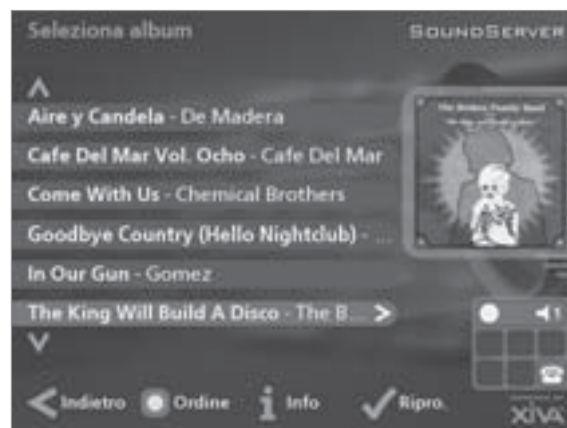 Seleziona album
SOUNDSERVER
Aire y Candela - De Madera
Cafe Del Mar Vol. Ocho - Cafe Del Mar
Come With Us - Chemical Brothers
Goodbye Country (Hello Nightclub) - ...
In Our Gun - Gomez
The King Will Build A Disco - The B...
1
Indietro
Ordine
Info
Ripro.
XiVA